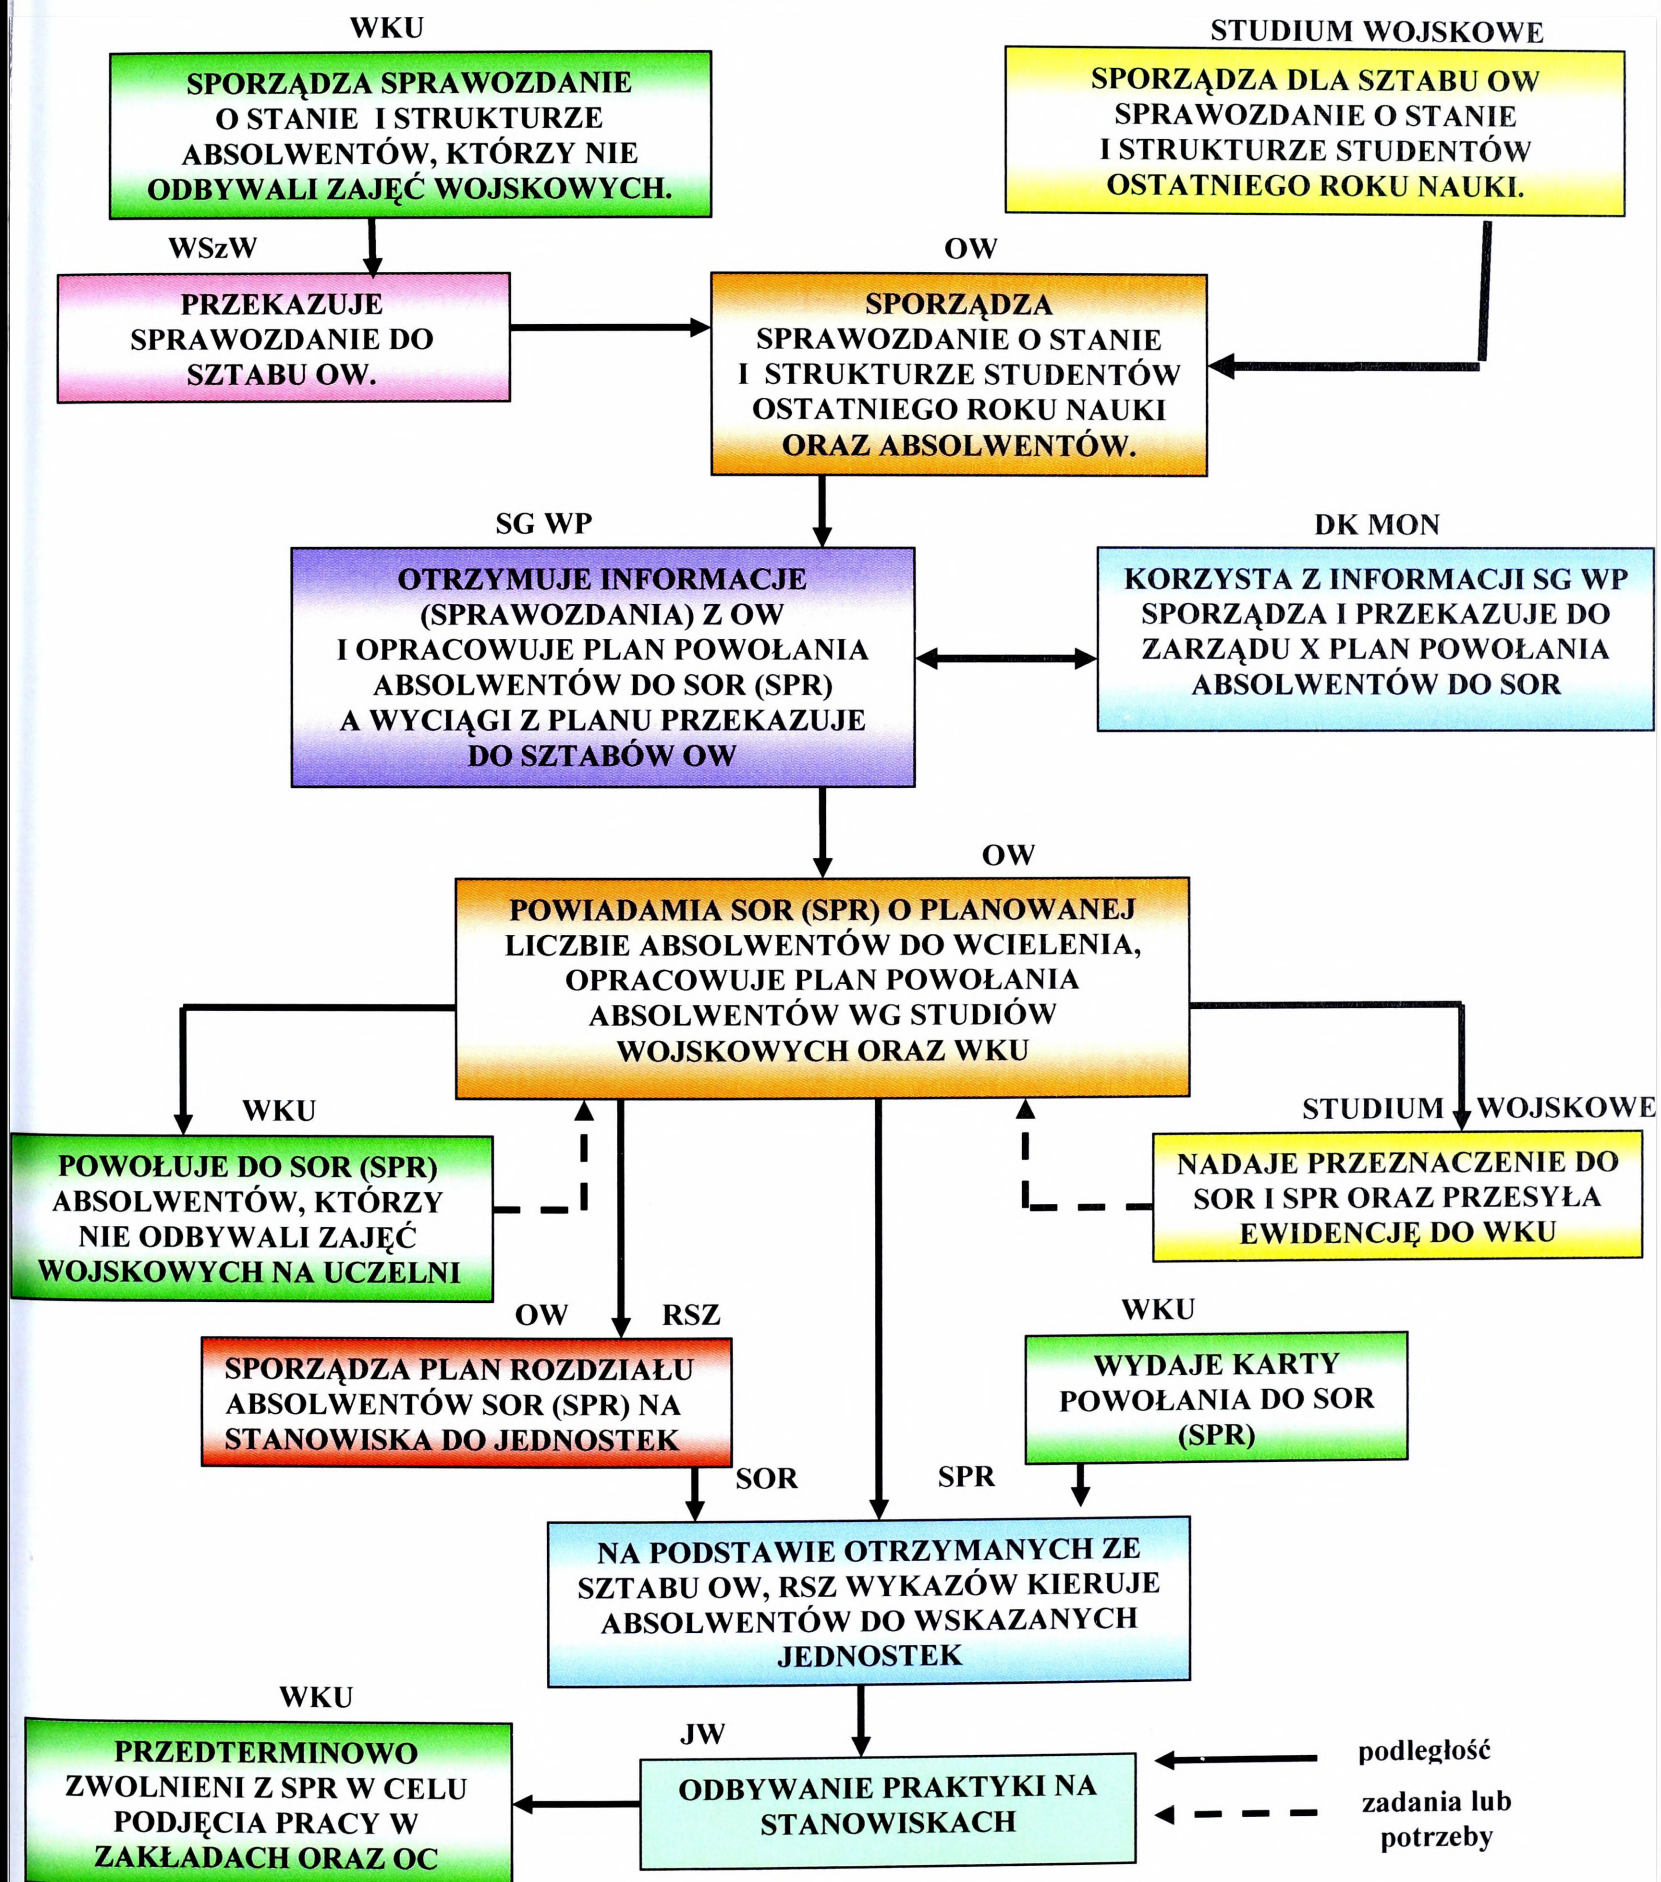 WKU
SPORZĄDZA SPRAWOZDANIE
O STANIE I STRUKTURZE
ABSOLWENTÓW, KTÓRZY NIE
ODBYWALI ZAJĘĆ WOJSKOWYCH.
STUDIUM WOJSKOWE
SPORZĄDZA DLA SZTABU OW
SPRAWOZDANIE O STANIE
I STRUKTURZE STUDENTÓW
OSTATNIEGO ROKU NAUKI.
WSzW
PRZEKAZUJE
SPRAWOZDANIE DO
SZTABU OW.
OW
SPORZĄDZA
SPRAWOZDANIE O STANIE
I STRUKTURZE STUDENTÓW
OSTATNIEGO ROKU NAUKI
ORAZ ABSOLWENTÓW.
SG WP
OTRZYMUJE INFORMACJE
(SPRAWOZDANIA) Z OW
I OPRACOWUJE PLAN POWOŁANIA
ABSOLWENTÓW DO SOR (SPR)
A WYCIĄGI Z PLANU PRZEKAZUJE
DO SZTABÓW OW
DK MON
KORZYSTA Z INFORMACJI SG WP
SPORZĄDZA I PRZEKAZUJE DO
ZARZĄDU X PLAN POWOŁANIA
ABSOLWENTÓW DO SOR
OW
POWIADAMIA SOR (SPR) O PLANOWANEJ
LICZBIE ABSOLWENTÓW DO WCIELENIA,
OPRACOWUJE PLAN POWOŁANIA
ABSOLWENTÓW WG STUDIÓW
WOJSKOWYCH ORAZ WKU
WKU
POWOŁUJE DO SOR (SPR)
ABSOLWENTÓW, KTÓRZY
NIE ODBYWALI ZAJĘĆ
WOJSKOWYCH NA UCZELNI
STUDIUM WOJSKOWE
NADAJE PRZEZNACZENIE DO
SOR I SPR ORAZ PRZESYŁA
EWIDENCJĘ DO WKU
OW RSZ
SPORZĄDZA PLAN ROZDZIAŁU
ABSOLWENTÓW SOR (SPR) NA
STANOWISKA DO JEDNOSTEK
WKU
WYDAJE KARTY
POWOŁANIA DO SOR
(SPR)
SOR SPR
NA PODSTAWIE OTRZYMANYCH ZE
SZTABU OW, RSZ WYKAZÓW KIERUJE
ABSOLWENTÓW DO WSKAZANYCH
JEDNOSTEK
WKU
PRZEDTERMINOWO
ZWOLNIENI Z SPR W CELU
PODJĘCIA PRACY W
ZAKŁADACH ORAZ OC
JW
ODBYWANIE PRAKTYKI NA
STANOWISKACH
podległość
zadania lub
potrzeby